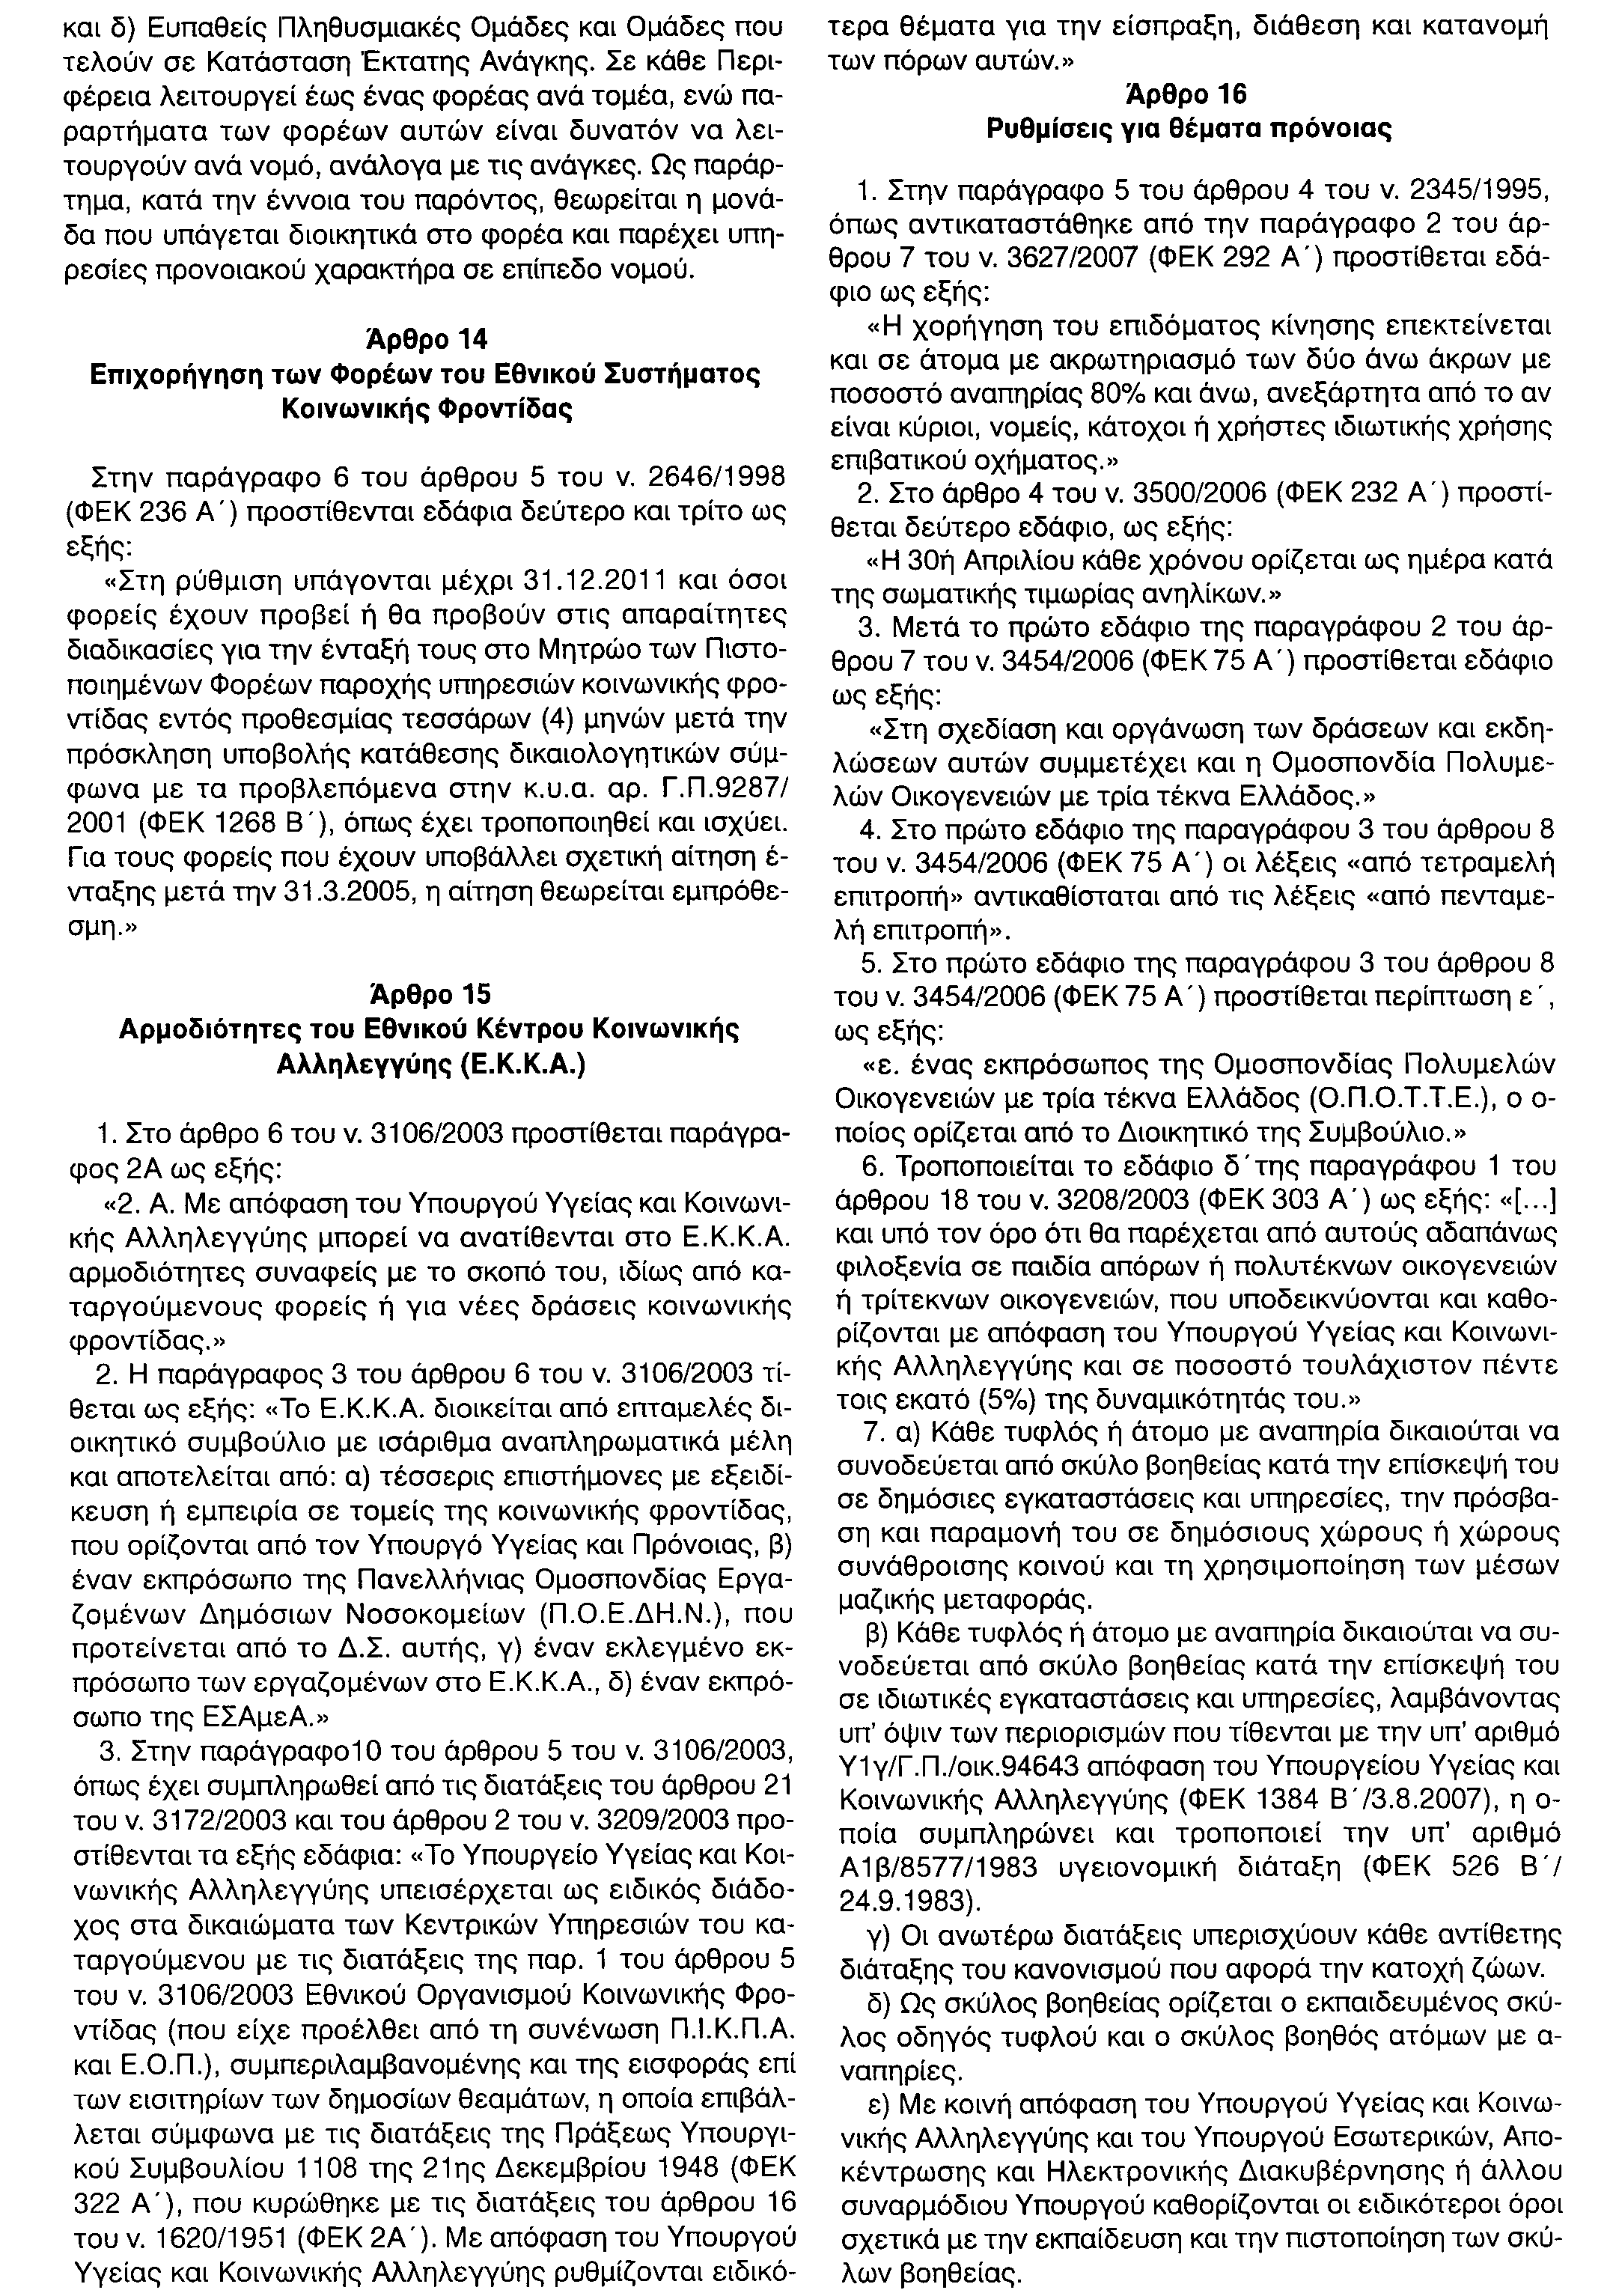 και δ) Ευπαθείς Πληθυσμιακές Ομάδες και Ομάδες που
τελούν σε Κατάσταση Έκτατης Ανάγκης. Σε κάθε Περι-
φέρεια λειτουργεί έως ένας φορέας ανά τομέα, ενώ πα-
ραρτήματα των φορέων αυτών είναι δυνατόν να λει-
τουργούν ανά νομό, ανάλογα με τις ανάγκες. Ως παράρ-
τημα, κατά την έννοια του παρόντος, θεωρείται η μονά-
δα που υπάγεται διοικητικά στο φορέα και παρέχει υπη-
ρεσίες προνοιακού χαρακτήρα σε επίπεδο νομού.
Άρθρο 14
Επιχορήγηση των Φορέων του Εθνικού Συστήματος
Κοινωνικής Φροντίδας
Στην παράγραφο 6 του άρθρου 5 του ν. 2646/1998
(ΦΕΚ 236 Α΄) προστίθενται εδάφια δεύτερο και τρίτο ως
εξής:
«Στη ρύθμιση υπάγονται μέχρι 31.12.2011 και όσοι
φορείς έχουν προβεί ή θα προβούν στις απαραίτητες
διαδικασίες για την ένταξή τους στο Μητρώο των Πιστο-
ποιημένων Φορέων παροχής υπηρεσιών κοινωνικής φρο-
ντίδας εντός προθεσμίας τεσσάρων (4) μηνών μετά την
πρόσκληση υποβολής κατάθεσης δικαιολογητικών σύμ-
φωνα με τα προβλεπόμενα στην κ.υ.α. αρ. Γ.Π.9287/
2001 (ΦΕΚ 1268 Β΄), όπως έχει τροποποιηθεί και ισχύει.
Για τους φορείς που έχουν υποβάλλει σχετική αίτηση έ-
νταξης μετά την 31.3.2005, η αίτηση θεωρείται εμπρόθε-
σμη.»
Άρθρο 15
Αρμοδιότητες του Εθνικού Κέντρου Κοινωνικής
Αλληλεγγύης (Ε.Κ.Κ.Α.)
1. Στο άρθρο 6 του ν. 3106/2003 προστίθεται παράγρα-
φος 2Α ως εξής:
«2. Α. Με απόφαση του Υπουργού Υγείας και Κοινωνι-
κής Αλληλεγγύης μπορεί να ανατίθενται στο Ε.Κ.Κ.Α.
αρμοδιότητες συναφείς με το σκοπό του, ιδίως από κα-
ταργούμενους φορείς ή για νέες δράσεις κοινωνικής
φροντίδας.»
2. Η παράγραφος 3 του άρθρου 6 του ν. 3106/2003 τί-
θεται ως εξής: «Το Ε.Κ.Κ.Α. διοικείται από επταμελές δι-
οικητικό συμβούλιο με ισάριθμα αναπληρωματικά μέλη
και αποτελείται από: α) τέσσερις επιστήμονες με εξειδί-
κευση ή εμπειρία σε τομείς της κοινωνικής φροντίδας,
που ορίζονται από τον Υπουργό Υγείας και Πρόνοιας, β)
έναν εκπρόσωπο της Πανελλήνιας Ομοσπονδίας Εργα-
ζομένων Δημόσιων Νοσοκομείων (Π.Ο.Ε.ΔΗ.Ν.), που
προτείνεται από το Δ.Σ. αυτής, γ) έναν εκλεγμένο εκ-
πρόσωπο των εργαζομένων στο Ε.Κ.Κ.Α., δ) έναν εκπρό-
σωπο της ΕΣΑμεΑ.»
3. Στην παράγραφο10 του άρθρου 5 του ν. 3106/2003,
όπως έχει συμπληρωθεί από τις διατάξεις του άρθρου 21
του ν. 3172/2003 και του άρθρου 2 του ν. 3209/2003 προ-
στίθενται τα εξής εδάφια: «Το Υπουργείο Υγείας και Κοι-
νωνικής Αλληλεγγύης υπεισέρχεται ως ειδικός διάδο-
χος στα δικαιώματα των Κεντρικών Υπηρεσιών του κα-
ταργούμενου με τις διατάξεις της παρ. 1 του άρθρου 5
του ν. 3106/2003 Εθνικού Οργανισμού Κοινωνικής Φρο-
ντίδας (που είχε προέλθει από τη συνένωση Π.Ι.Κ.Π.Α.
και Ε.Ο.Π.), συμπεριλαμβανομένης και της εισφοράς επί
των εισιτηρίων των δημοσίων θεαμάτων, η οποία επιβάλ-
λεται σύμφωνα με τις διατάξεις της Πράξεως Υπουργι-
κού Συμβουλίου 1108 της 21ης Δεκεμβρίου 1948 (ΦΕΚ
322 Α΄), που κυρώθηκε με τις διατάξεις του άρθρου 16
του ν. 1620/1951 (ΦΕΚ 2Α΄). Με απόφαση του Υπουργού
Υγείας και Κοινωνικής Αλληλεγγύης ρυθμίζονται ειδικό-
τερα θέματα για την είσπραξη, διάθεση και κατανομή
των πόρων αυτών.»
Άρθρο 16
Ρυθμίσεις για θέματα πρόνοιας
1. Στην παράγραφο 5 του άρθρου 4 του ν. 2345/1995,
όπως αντικαταστάθηκε από την παράγραφο 2 του άρ-
θρου 7 του ν. 3627/2007 (ΦΕΚ 292 Α΄) προστίθεται εδά-
φιο ως εξής:
«Η χορήγηση του επιδόματος κίνησης επεκτείνεται
και σε άτομα με ακρωτηριασμό των δύο άνω άκρων με
ποσοστό αναπηρίας 80% και άνω, ανεξάρτητα από το αν
είναι κύριοι, νομείς, κάτοχοι ή χρήστες ιδιωτικής χρήσης
επιβατικού οχήματος.»
2. Στο άρθρο 4 του ν. 3500/2006 (ΦΕΚ 232 Α΄) προστί-
θεται δεύτερο εδάφιο, ως εξής:
«Η 30ή Απριλίου κάθε χρόνου ορίζεται ως ημέρα κατά
της σωματικής τιμωρίας ανηλίκων.»
3. Μετά το πρώτο εδάφιο της παραγράφου 2 του άρ-
θρου 7 του ν. 3454/2006 (ΦΕΚ 75 Α΄) προστίθεται εδάφιο
ως εξής:
«Στη σχεδίαση και οργάνωση των δράσεων και εκδη-
λώσεων αυτών συμμετέχει και η Ομοσπονδία Πολυμε-
λών Οικογενειών με τρία τέκνα Ελλάδος.»
4. Στο πρώτο εδάφιο της παραγράφου 3 του άρθρου 8
του ν. 3454/2006 (ΦΕΚ 75 Α΄) οι λέξεις «από τετραμελή
επιτροπή» αντικαθίσταται από τις λέξεις «από πενταμε-
λή επιτροπή».
5. Στο πρώτο εδάφιο της παραγράφου 3 του άρθρου 8
του ν. 3454/2006 (ΦΕΚ 75 Α΄) προστίθεται περίπτωση ε΄,
ως εξής:
«ε. ένας εκπρόσωπος της Ομοσπονδίας Πολυμελών
Οικογενειών με τρία τέκνα Ελλάδος (Ο.Π.Ο.Τ.Τ.Ε.), ο ο-
ποίος ορίζεται από το Διοικητικό της Συμβούλιο.»
6. Τροποποιείται το εδάφιο δ΄της παραγράφου 1 του
άρθρου 18 του ν. 3208/2003 (ΦΕΚ 303 Α΄) ως εξής: «[...]
και υπό τον όρο ότι θα παρέχεται από αυτούς αδαπάνως
φιλοξενία σε παιδία απόρων ή πολυτέκνων οικογενειών
ή τρίτεκνων οικογενειών, που υποδεικνύονται και καθο-
ρίζονται με απόφαση του Υπουργού Υγείας και Κοινωνι-
κής Αλληλεγγύης και σε ποσοστό τουλάχιστον πέντε
τοις εκατό (5%) της δυναμικότητάς του.»
7. α) Κάθε τυφλός ή άτομο με αναπηρία δικαιούται να
συνοδεύεται από σκύλο βοηθείας κατά την επίσκεψή του
σε δημόσιες εγκαταστάσεις και υπηρεσίες, την πρόσβα-
ση και παραμονή του σε δημόσιους χώρους ή χώρους
συνάθροισης κοινού και τη χρησιμοποίηση των μέσων
μαζικής μεταφοράς.
β) Κάθε τυφλός ή άτομο με αναπηρία δικαιούται να συ-
νοδεύεται από σκύλο βοηθείας κατά την επίσκεψή του
σε ιδιωτικές εγκαταστάσεις και υπηρεσίες, λαμβάνοντας
υπ' όψιν των περιορισμών που τίθενται με την υπ' αριθμό
Υ1γ/Γ.Π./οικ.94643 απόφαση του Υπουργείου Υγείας και
Κοινωνικής Αλληλεγγύης (ΦΕΚ 1384 Β΄/3.8.2007), η ο-
ποία συμπληρώνει και τροποποιεί την υπ' αριθμό
Α1β/8577/1983 υγειονομική διάταξη (ΦΕΚ 526 Β΄/
24.9.1983).
γ) Οι ανωτέρω διατάξεις υπερισχύουν κάθε αντίθετης
διάταξης του κανονισμού που αφορά την κατοχή ζώων.
δ) Ως σκύλος βοηθείας ορίζεται ο εκπαιδευμένος σκύ-
λος οδηγός τυφλού και ο σκύλος βοηθός ατόμων με α-
ναπηρίες.
ε) Με κοινή απόφαση του Υπουργού Υγείας και Κοινω-
νικής Αλληλεγγύης και του Υπουργού Εσωτερικών, Απο-
κέντρωσης και Ηλεκτρονικής Διακυβέρνησης ή άλλου
συναρμόδιου Υπουργού καθορίζονται οι ειδικότεροι όροι
σχετικά με την εκπαίδευση και την πιστοποίηση των σκύ-
λων βοηθείας.